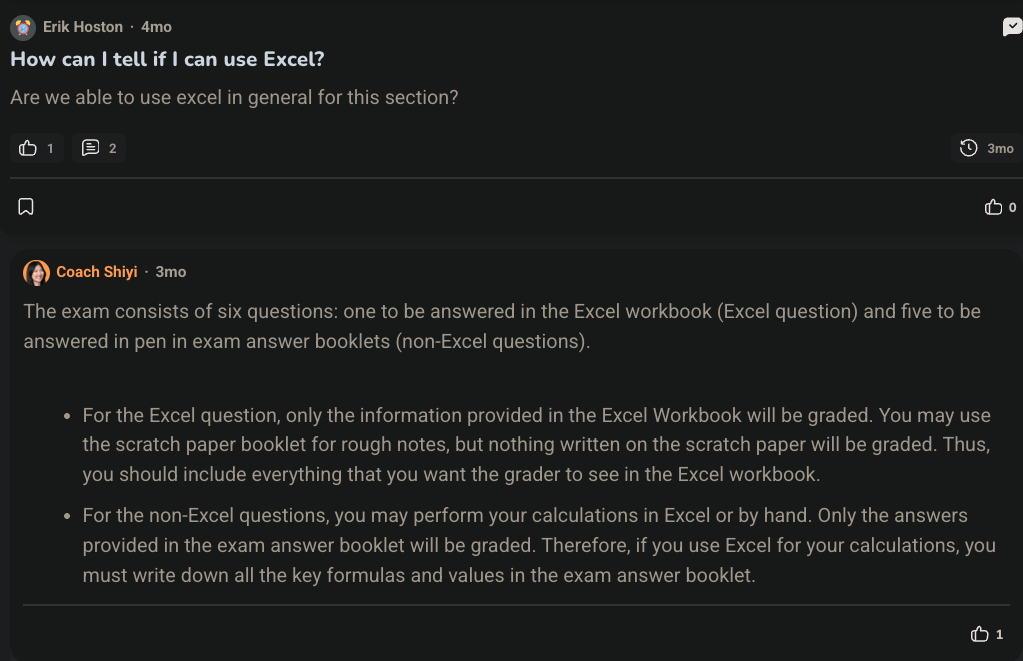 Erik Hoston · 4mo
How can I tell if I can use Excel?
Are we able to use excel in general for this section?
1 2 3mo
0
Coach Shiyi · 3mo
The exam consists of six questions: one to be answered in the Excel workbook (Excel question) and five to be
answered in pen in exam answer booklets (non-Excel questions).
• For the Excel question, only the information provided in the Excel Workbook will be graded. You may use
the scratch paper booklet for rough notes, but nothing written on the scratch paper will be graded. Thus,
you should include everything that you want the grader to see in the Excel workbook.
• For the non-Excel questions, you may perform your calculations in Excel or by hand. Only the answers
provided in the exam answer booklet will be graded. Therefore, if you use Excel for your calculations, you
must write down all the key formulas and values in the exam answer booklet.
1